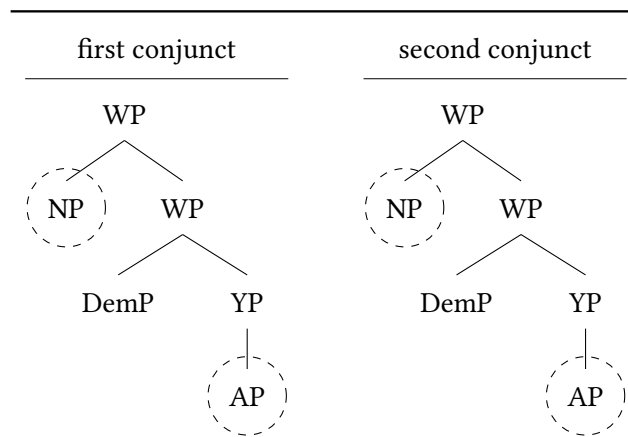 first conjunct second conjunct
WP WP
NP WP NP WP
DemP YP DemP YP
AP AP